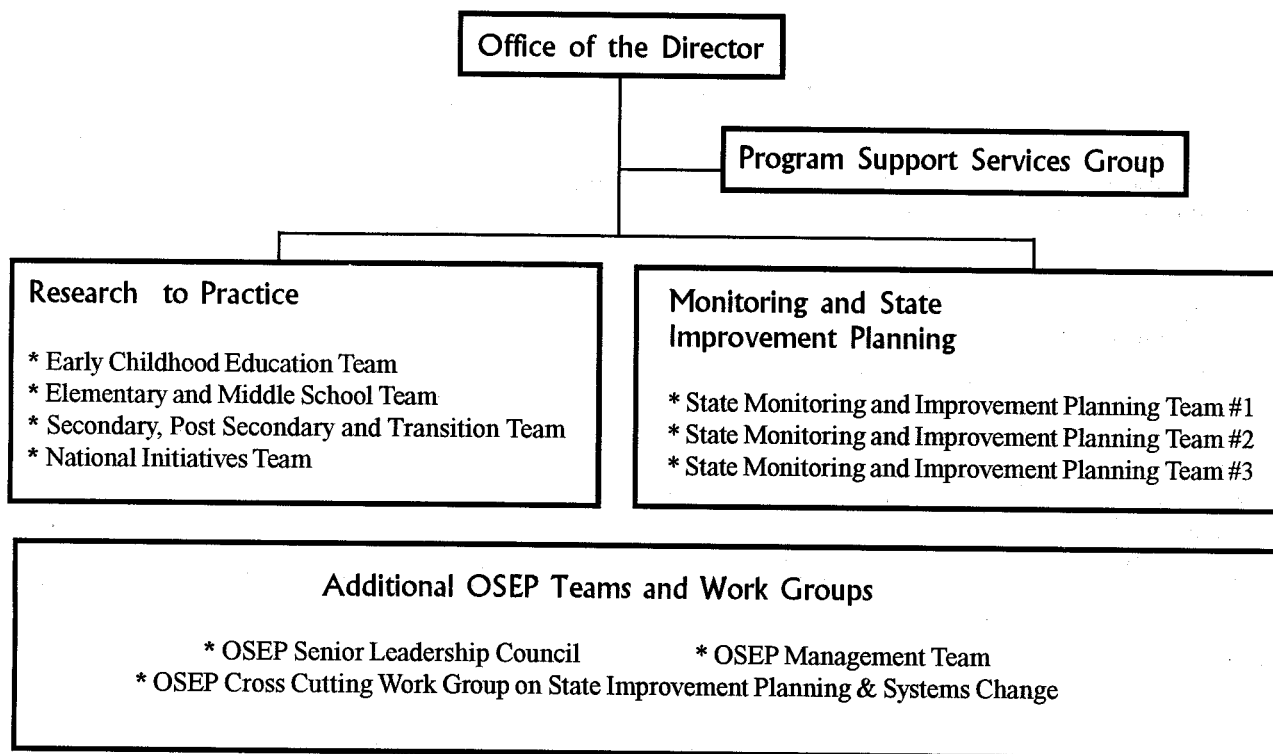 Office of the Director
Program Support Services Group
Research to Practice
* Early Childhood Education Team
* Elementary and Middle School Team
* Secondary, Post Secondary and Transition Team
* National Initiatives Team
Monitoring and State
Improvement Planning
* State Monitoring and Improvement Planning Team #1
* State Monitoring and Improvement Planning Team #2
* State Monitoring and Improvement Planning Team #3
Additional OSEP Teams and Work Groups
* OSEP Senior Leadership Council * OSEP Management Team
* OSEP Cross Cutting Work Group on State Improvement Planning & Systems Change